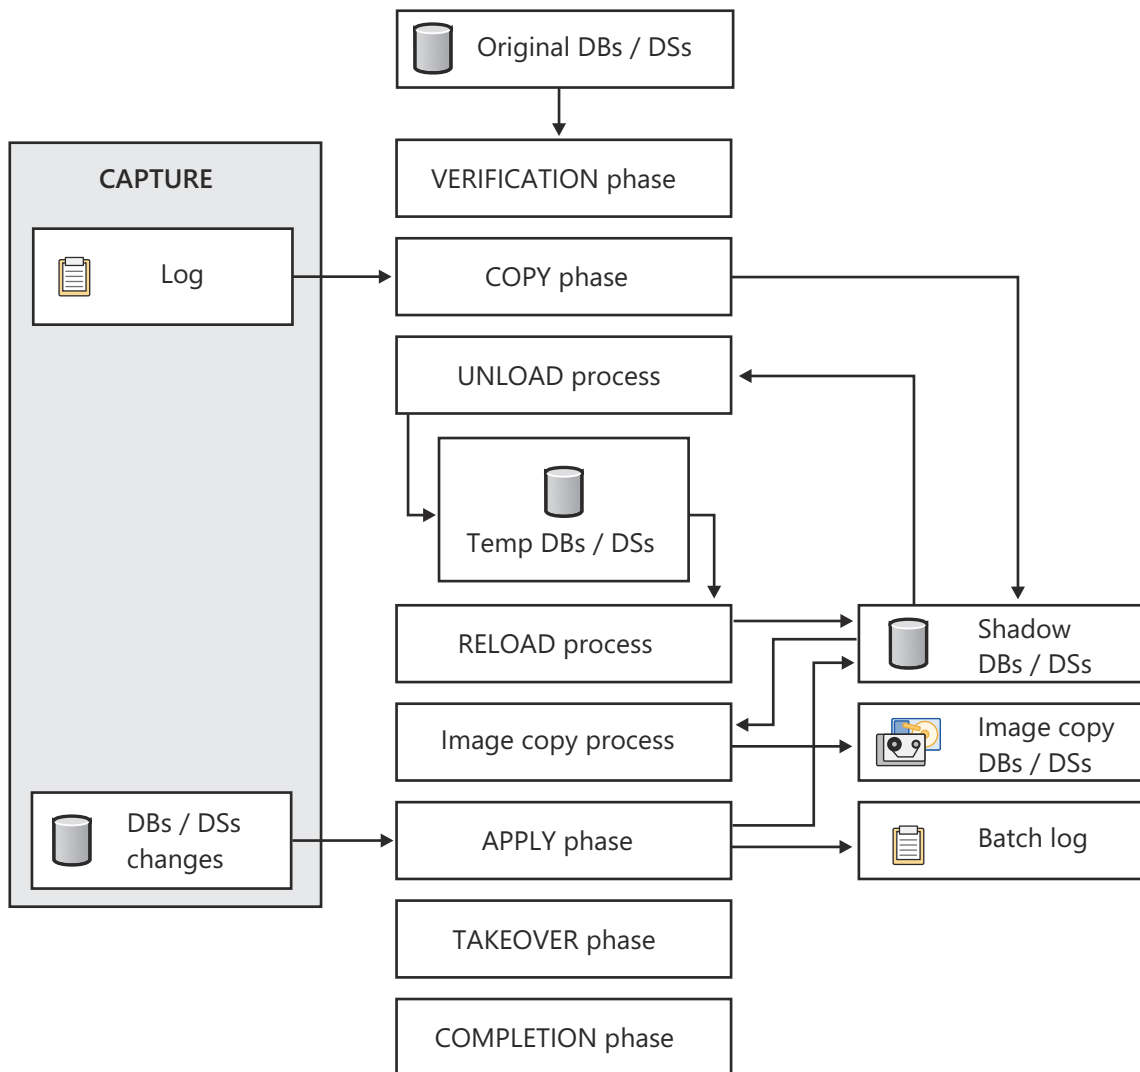 Original DBs / DSs
VERIFICATION phase
CAPTURE
Log
COPY phase
UNLOAD process
Temp DBs / DSs
RELOAD process
Shadow
DBs / DSs
Image copy process
Image copy
DBs / DSs
DBs / DSs
changes
APPLY phase
Batch log
TAKEOVER phase
COMPLETION phase